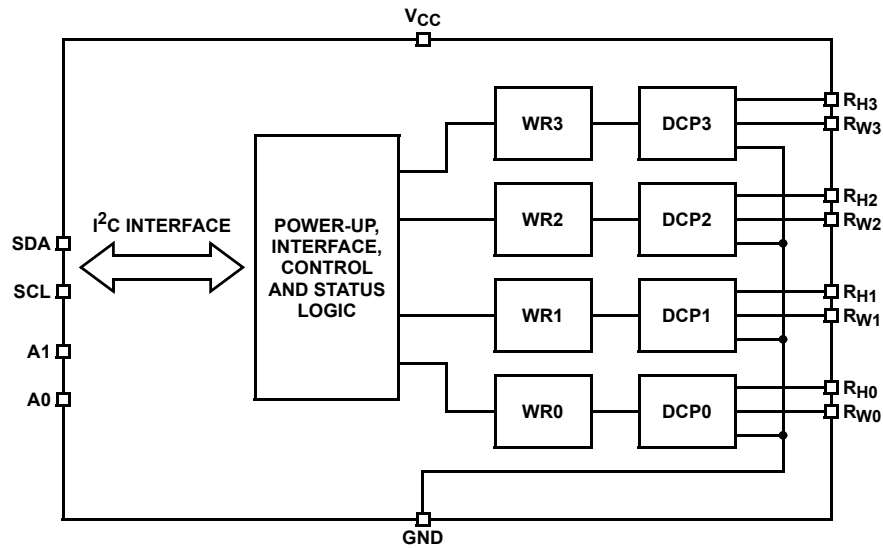 VCC
WR3
DCP3
RH3
RW3
I²C INTERFACE
SDA
SCL
A1
A0
POWER-UP,
INTERFACE,
CONTROL
AND STATUS
LOGIC
WR2
DCP2
RH2
RW2
WR1
DCP1
RH1
RW1
WR0
DCP0
RH0
RW0
GND